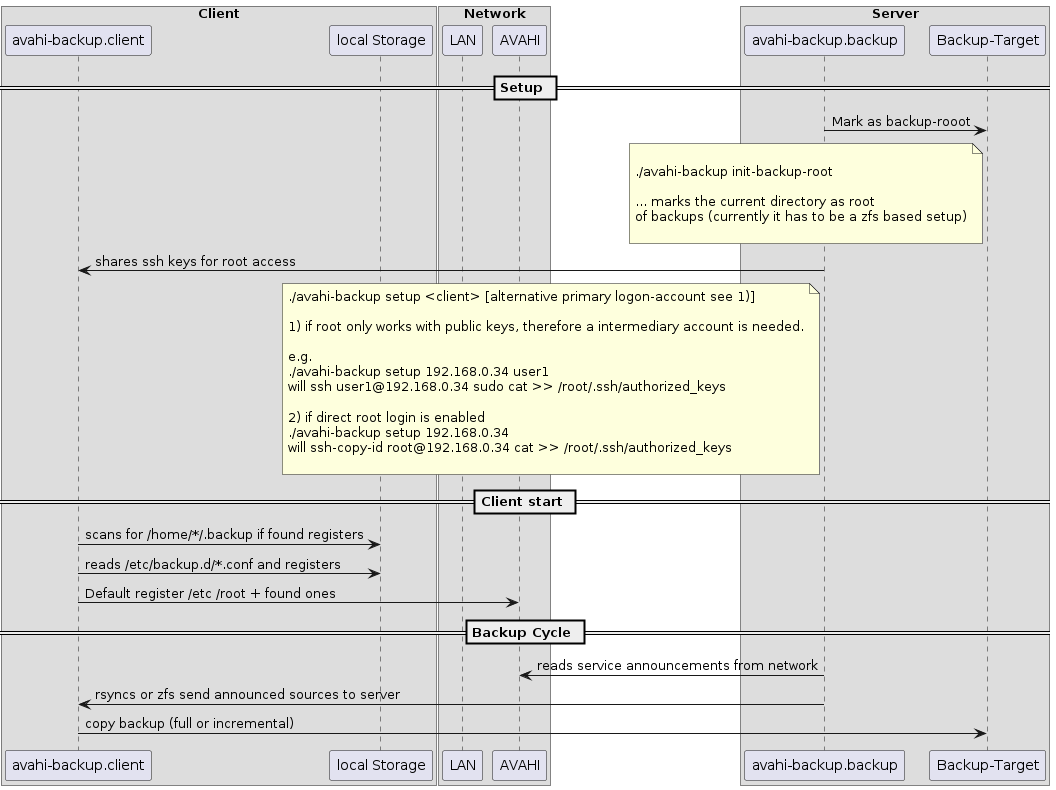 Client Network Server
avahi-backup.client local Storage LAN AVAHI avahi-backup.backup Backup-Target
Setup
Mark as backup-rooot
./avahi-backup init-backup-root
... marks the current directory as root
of backups (currently it has to be a zfs based setup)
shares ssh keys for root access
./avahi-backup setup <client> [alternative primary logon-account see 1)]
1) if root only works with public keys, therefore a intermediary account is needed.
e.g.
./avahi-backup setup 192.168.0.34 user1
will ssh user1@192.168.0.34 sudo cat >> /root/.ssh/authorized_keys
2) if direct root login is enabled
./avahi-backup setup 192.168.0.34
will ssh-copy-id root@192.168.0.34 cat >> /root/.ssh/authorized_keys
Client start
scans for /home/*/.backup if found registers
reads /etc/backup.d/*.conf and registers
Default register /etc /root + found ones
Backup Cycle
reads service announcements from network
rsyncs or zfs send announced sources to server
copy backup (full or incremental)
avahi-backup.client local Storage LAN AVAHI avahi-backup.backup Backup-Target